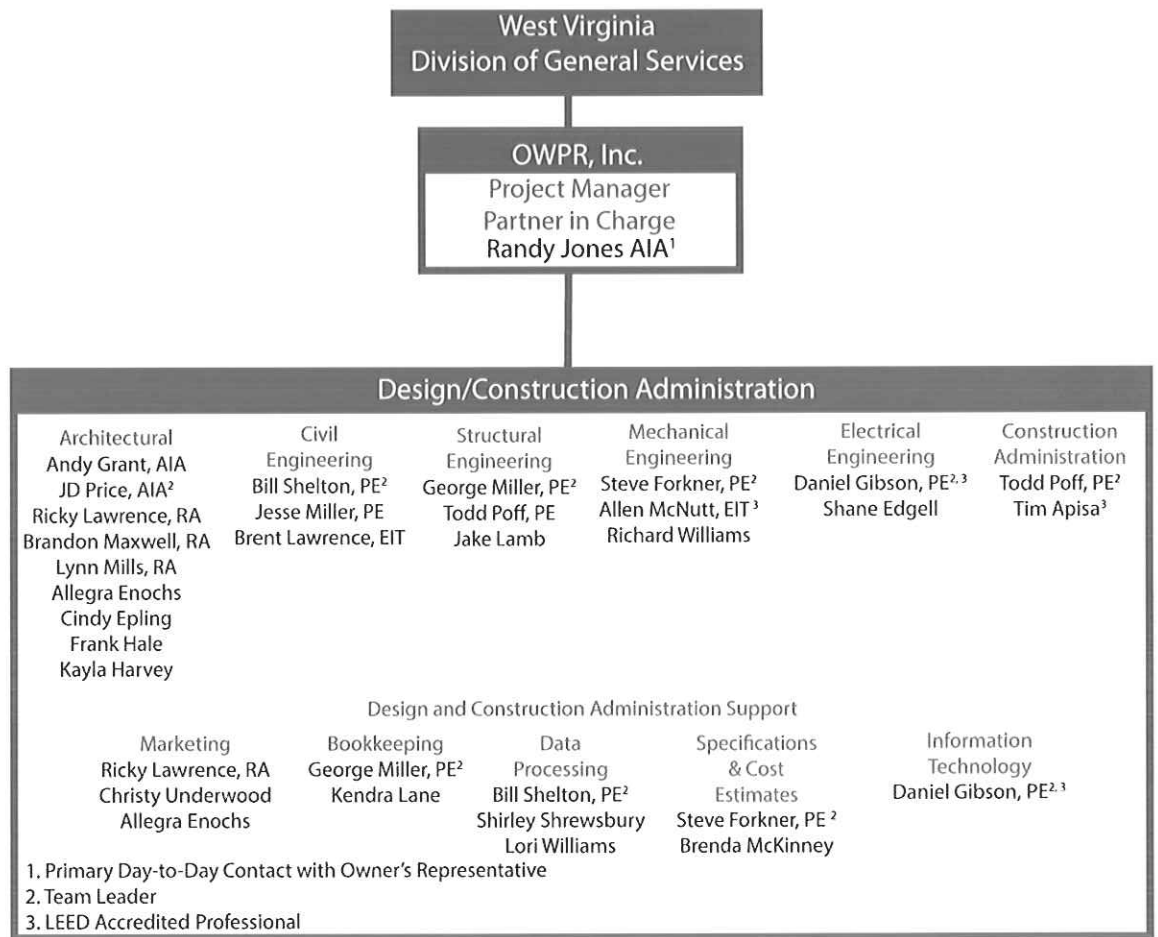 West Virginia
Division of General Services
OWPR, Inc.
Project Manager
Partner in Charge
Randy Jones AIA¹
Design/Construction Administration
Architectural
Andy Grant, AIA
JD Price, AIA²
Ricky Lawrence, RA
Brandon Maxwell, RA
Lynn Mills, RA
Allegra Enochs
Cindy Epling
Frank Hale
Kayla Harvey
Civil
Engineering
Bill Shelton, PE²
Jesse Miller, PE
Brent Lawrence, EIT
Structural
Engineering
George Miller, PE²
Todd Poff, PE
Jake Lamb
Mechanical
Engineering
Steve Forkner, PE²
Allen McNutt, EIT³
Richard Williams
Electrical
Engineering
Daniel Gibson, PE²,³
Shane Edgell
Construction
Administration
Todd Poff, PE²
Tim Apisa³
Design and Construction Administration Support
Marketing
Ricky Lawrence, RA
Christy Underwood
Allegra Enochs
Bookkeeping
George Miller, PE²
Kendra Lane
Data
Processing
Bill Shelton, PE²
Shirley Shrewsbury
Lori Williams
Specifications
& Cost
Estimates
Steve Forkner, PE ²
Brenda McKinney
Information
Technology
Daniel Gibson, PE²,³
1. Primary Day-to-Day Contact with Owner's Representative
2. Team Leader
3. LEED Accredited Professional